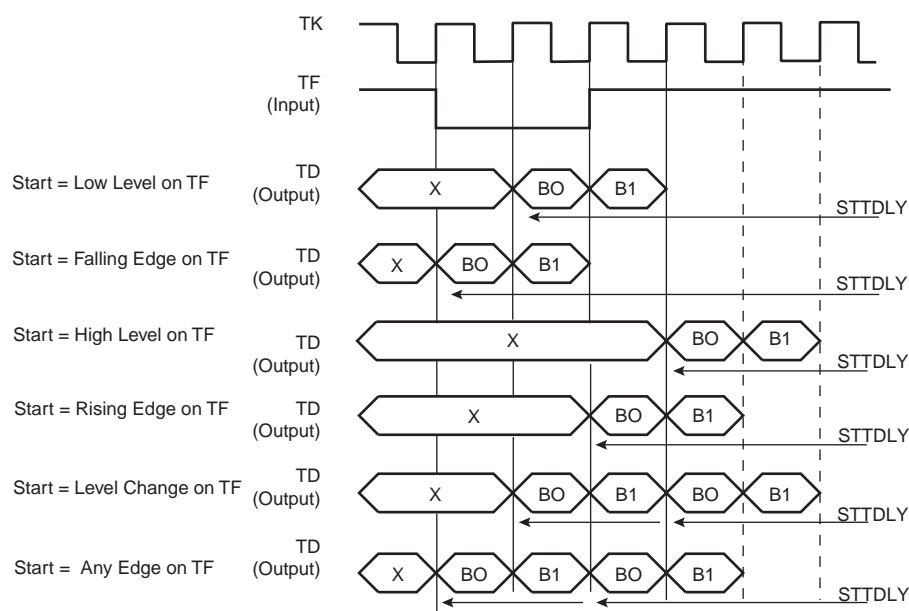 TK
TF
(Input)
Start = Low Level on TF
TD
(Output)
X
BO
B1
STTDLY
Start = Falling Edge on TF
TD
(Output)
X
BO
B1
STTDLY
Start = High Level on TF
TD
(Output)
X
BO
B1
STTDLY
Start = Rising Edge on TF
TD
(Output)
X
BO
B1
STTDLY
Start = Level Change on TF
TD
(Output)
X
BO
B1
BO
B1
STTDLY
Start = Any Edge on TF
TD
(Output)
X
BO
B1
BO
B1
STTDLY